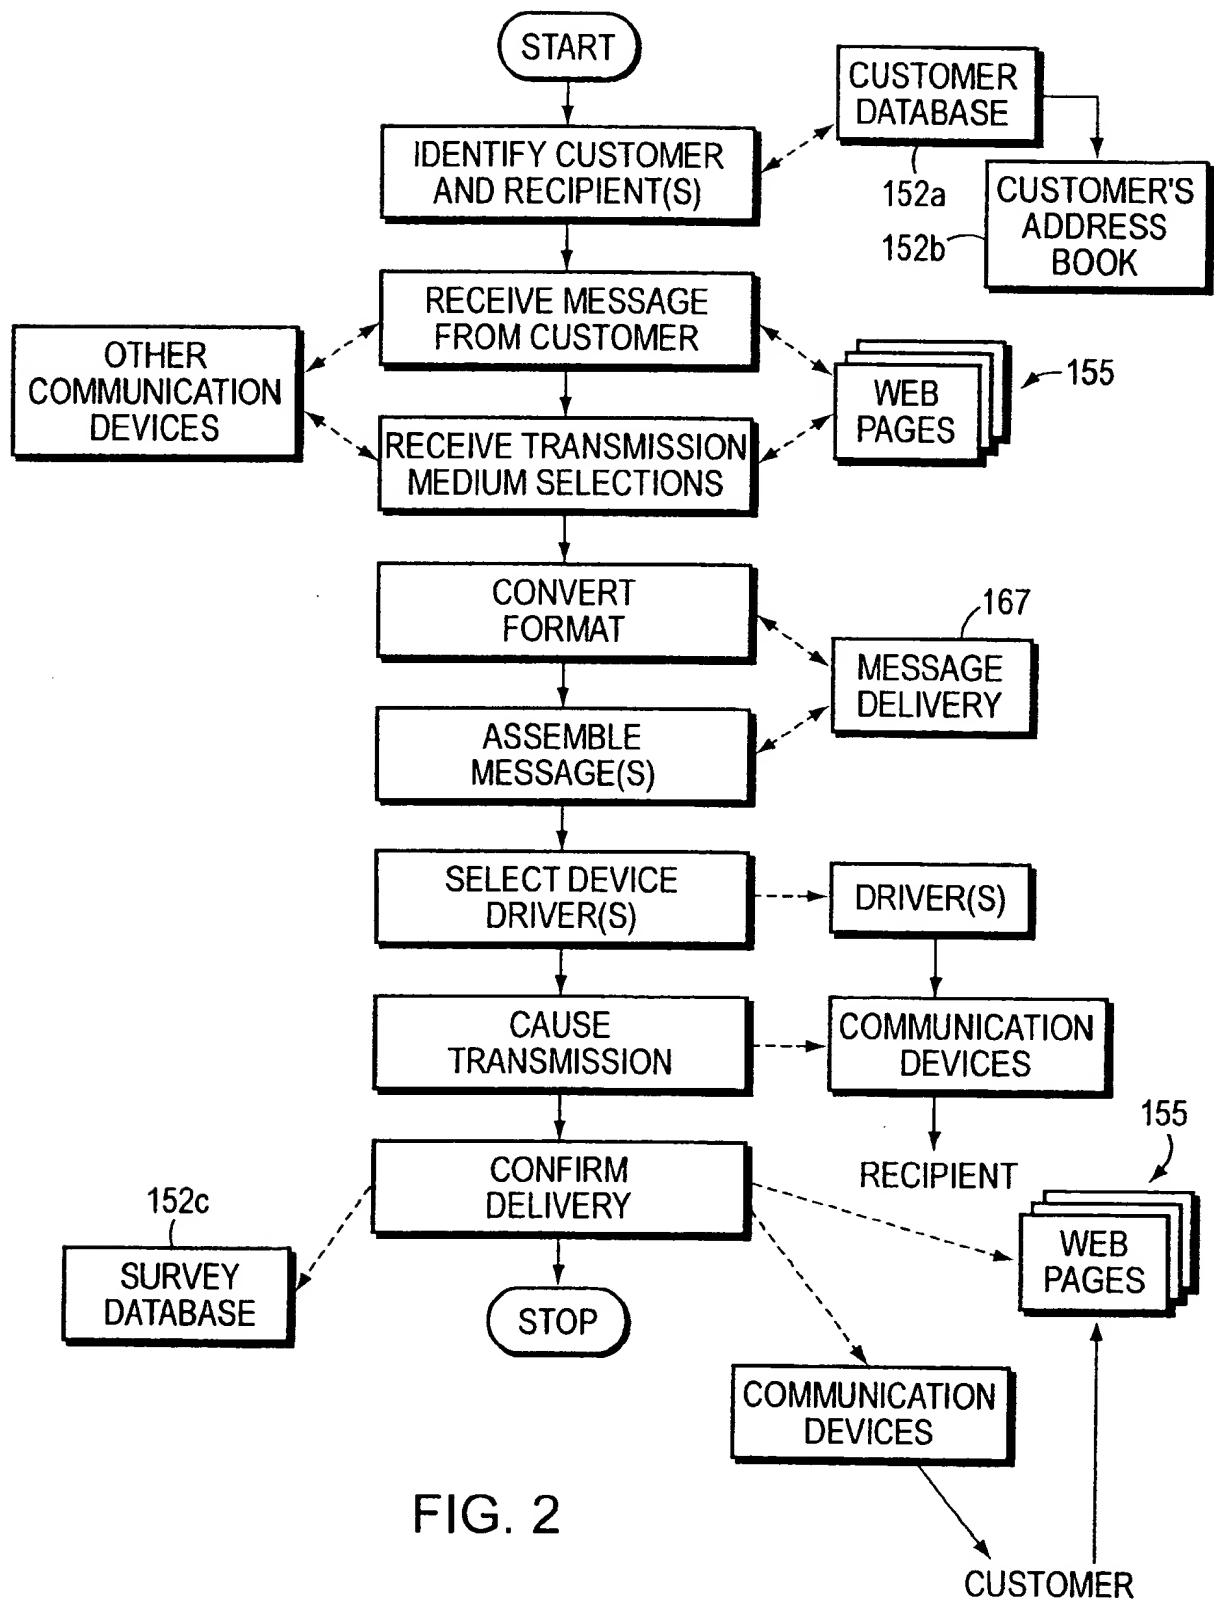 START
CUSTOMER
DATABASE
IDENTIFY CUSTOMER
AND RECIPIENT(S)
152a
CUSTOMER'S
ADDRESS
BOOK
152b
RECEIVE MESSAGE
FROM CUSTOMER
OTHER
COMMUNICATION
DEVICES
WEB
PAGES
155
RECEIVE TRANSMISSION
MEDIUM SELECTIONS
CONVERT
FORMAT
167
MESSAGE
DELIVERY
ASSEMBLE
MESSAGE(S)
SELECT DEVICE
DRIVER(S)
DRIVER(S)
CAUSE
TRANSMISSION
COMMUNICATION
DEVICES
155
RECIPIENT
CONFIRM
DELIVERY
152c
SURVEY
DATABASE
WEB
PAGES
STOP
COMMUNICATION
DEVICES
FIG. 2
CUSTOMER